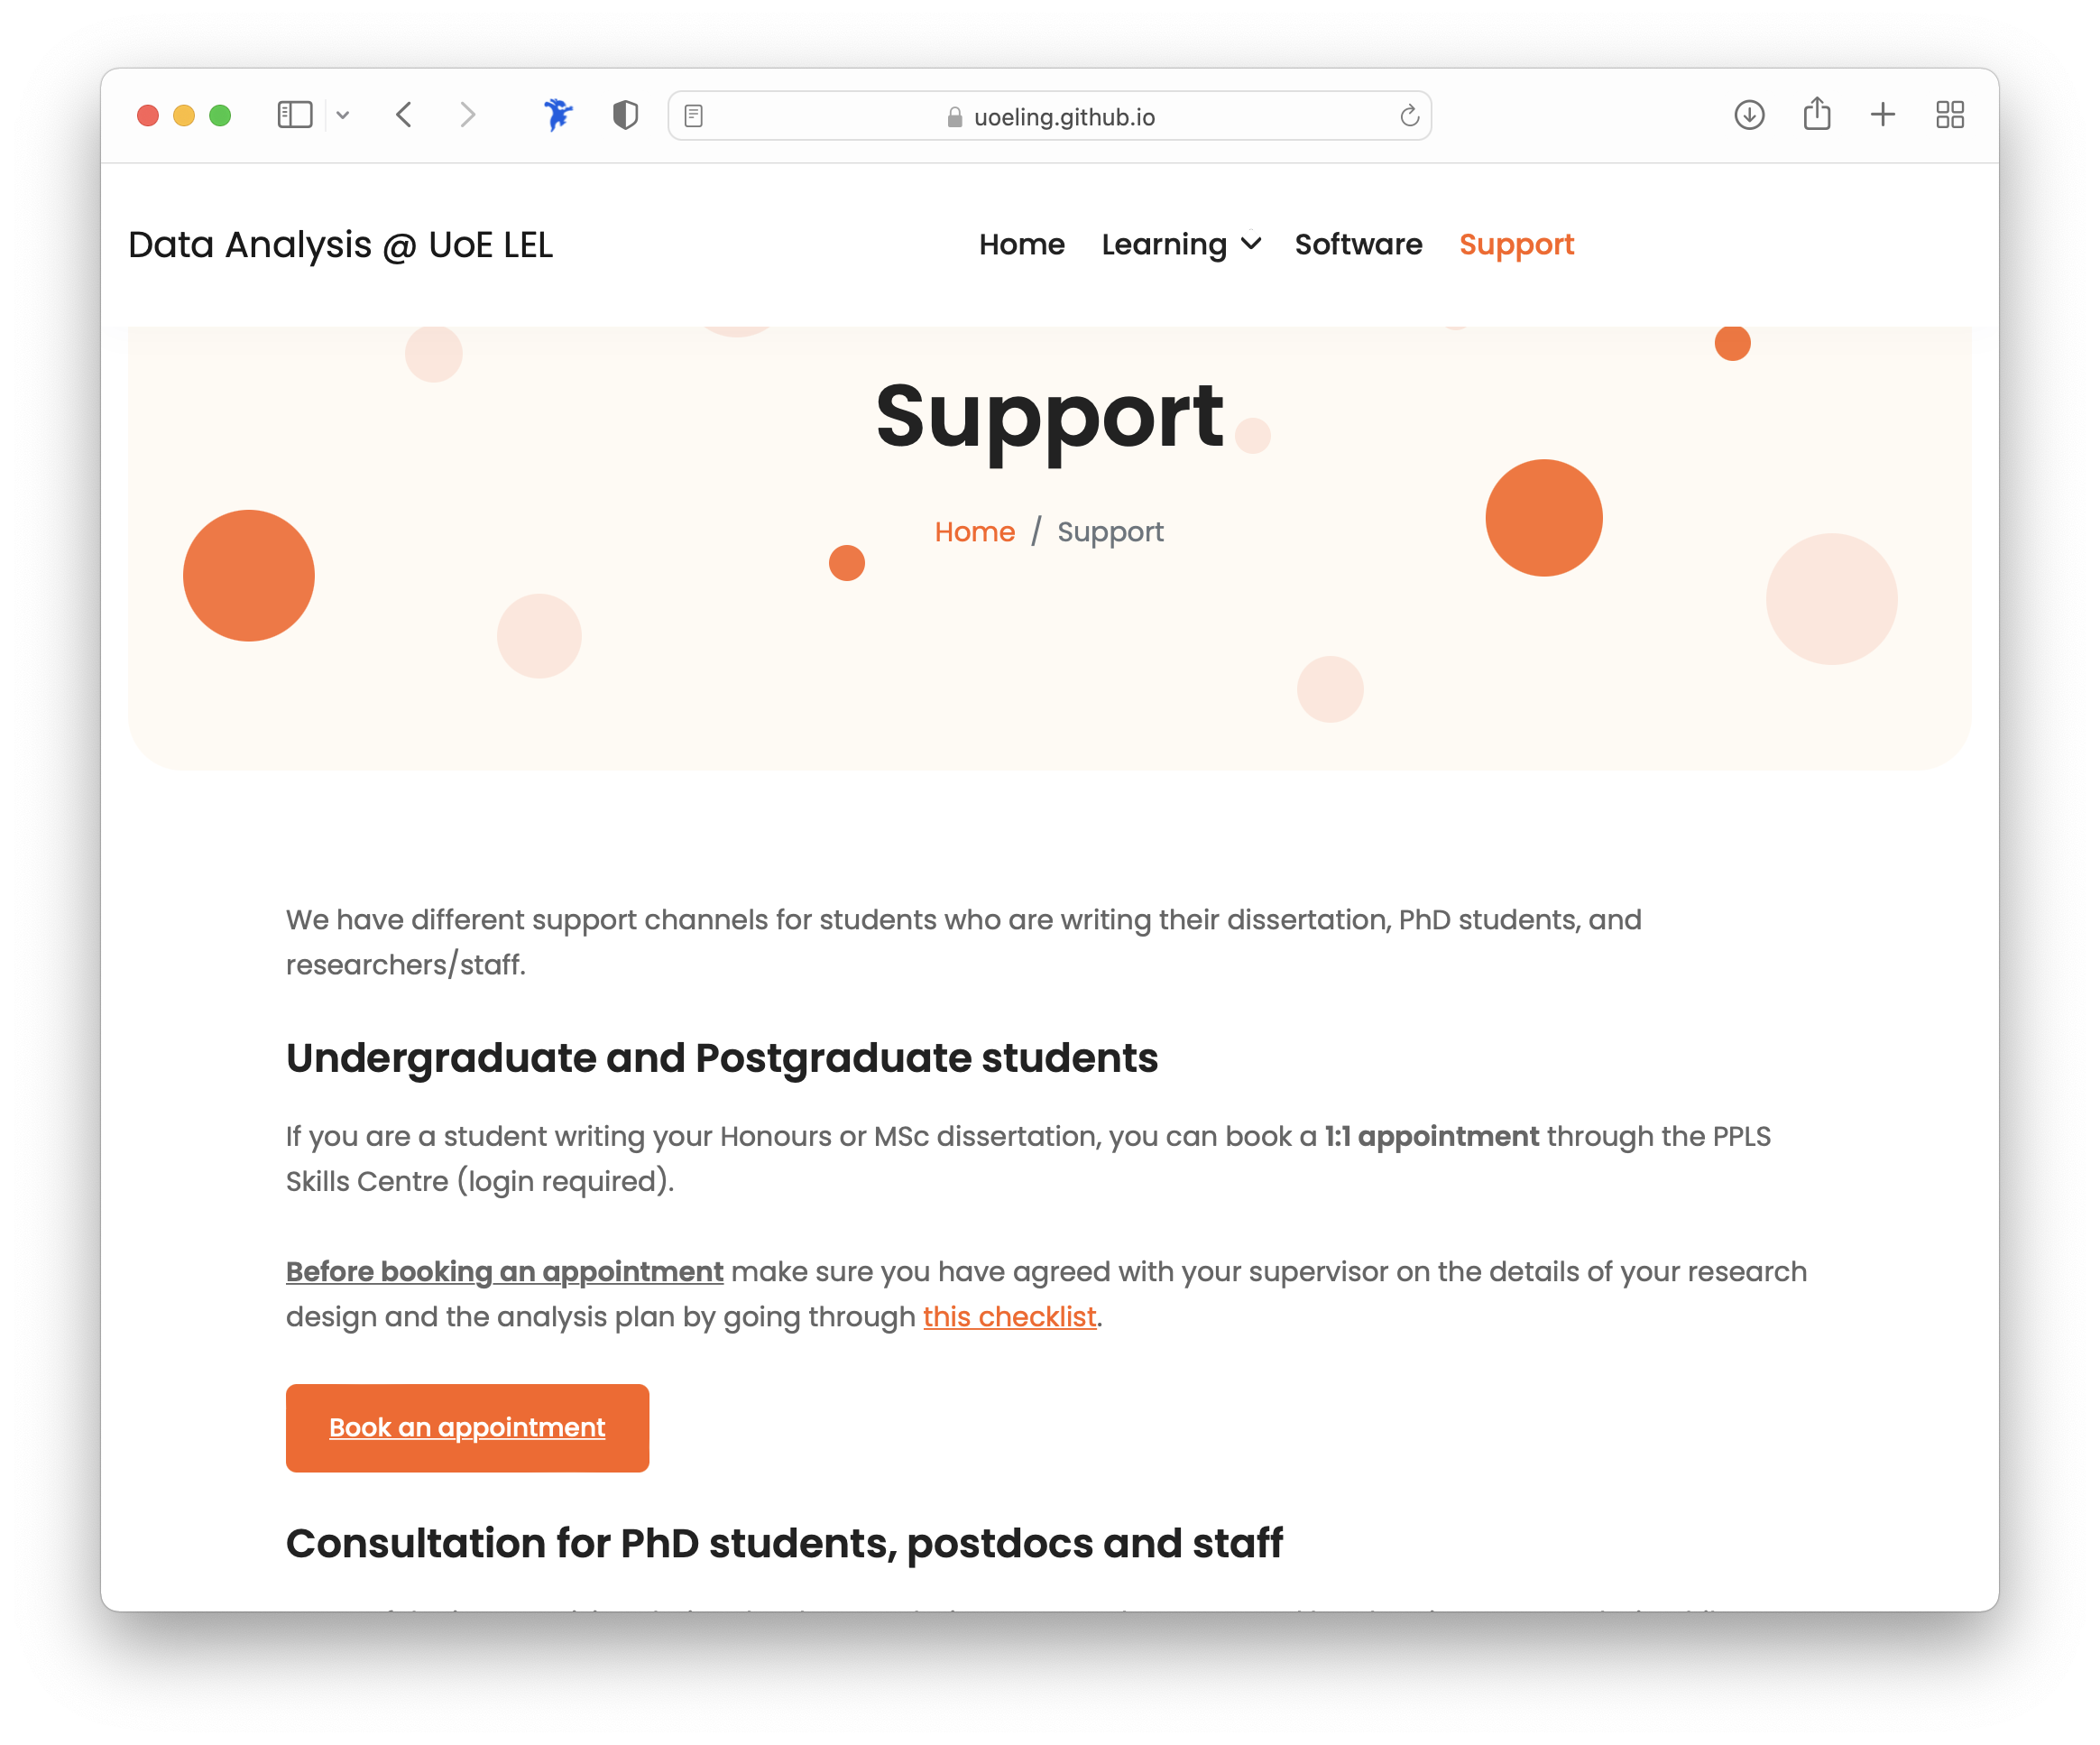 uoeling.github.io
Data Analysis @ UoE LEL
Home Learning Software Support
Support
Home / Support
We have different support channels for students who are writing their dissertation, PhD students, and
researchers/staff.
Undergraduate and Postgraduate students
If you are a student writing your Honours or MSc dissertation, you can book a 1:1 appointment through the PPLS
Skills Centre (login required).
Before booking an appointment make sure you have agreed with your supervisor on the details of your research
design and the analysis plan by going through this checklist.
Book an appointment
Consultation for PhD students, postdocs and staff